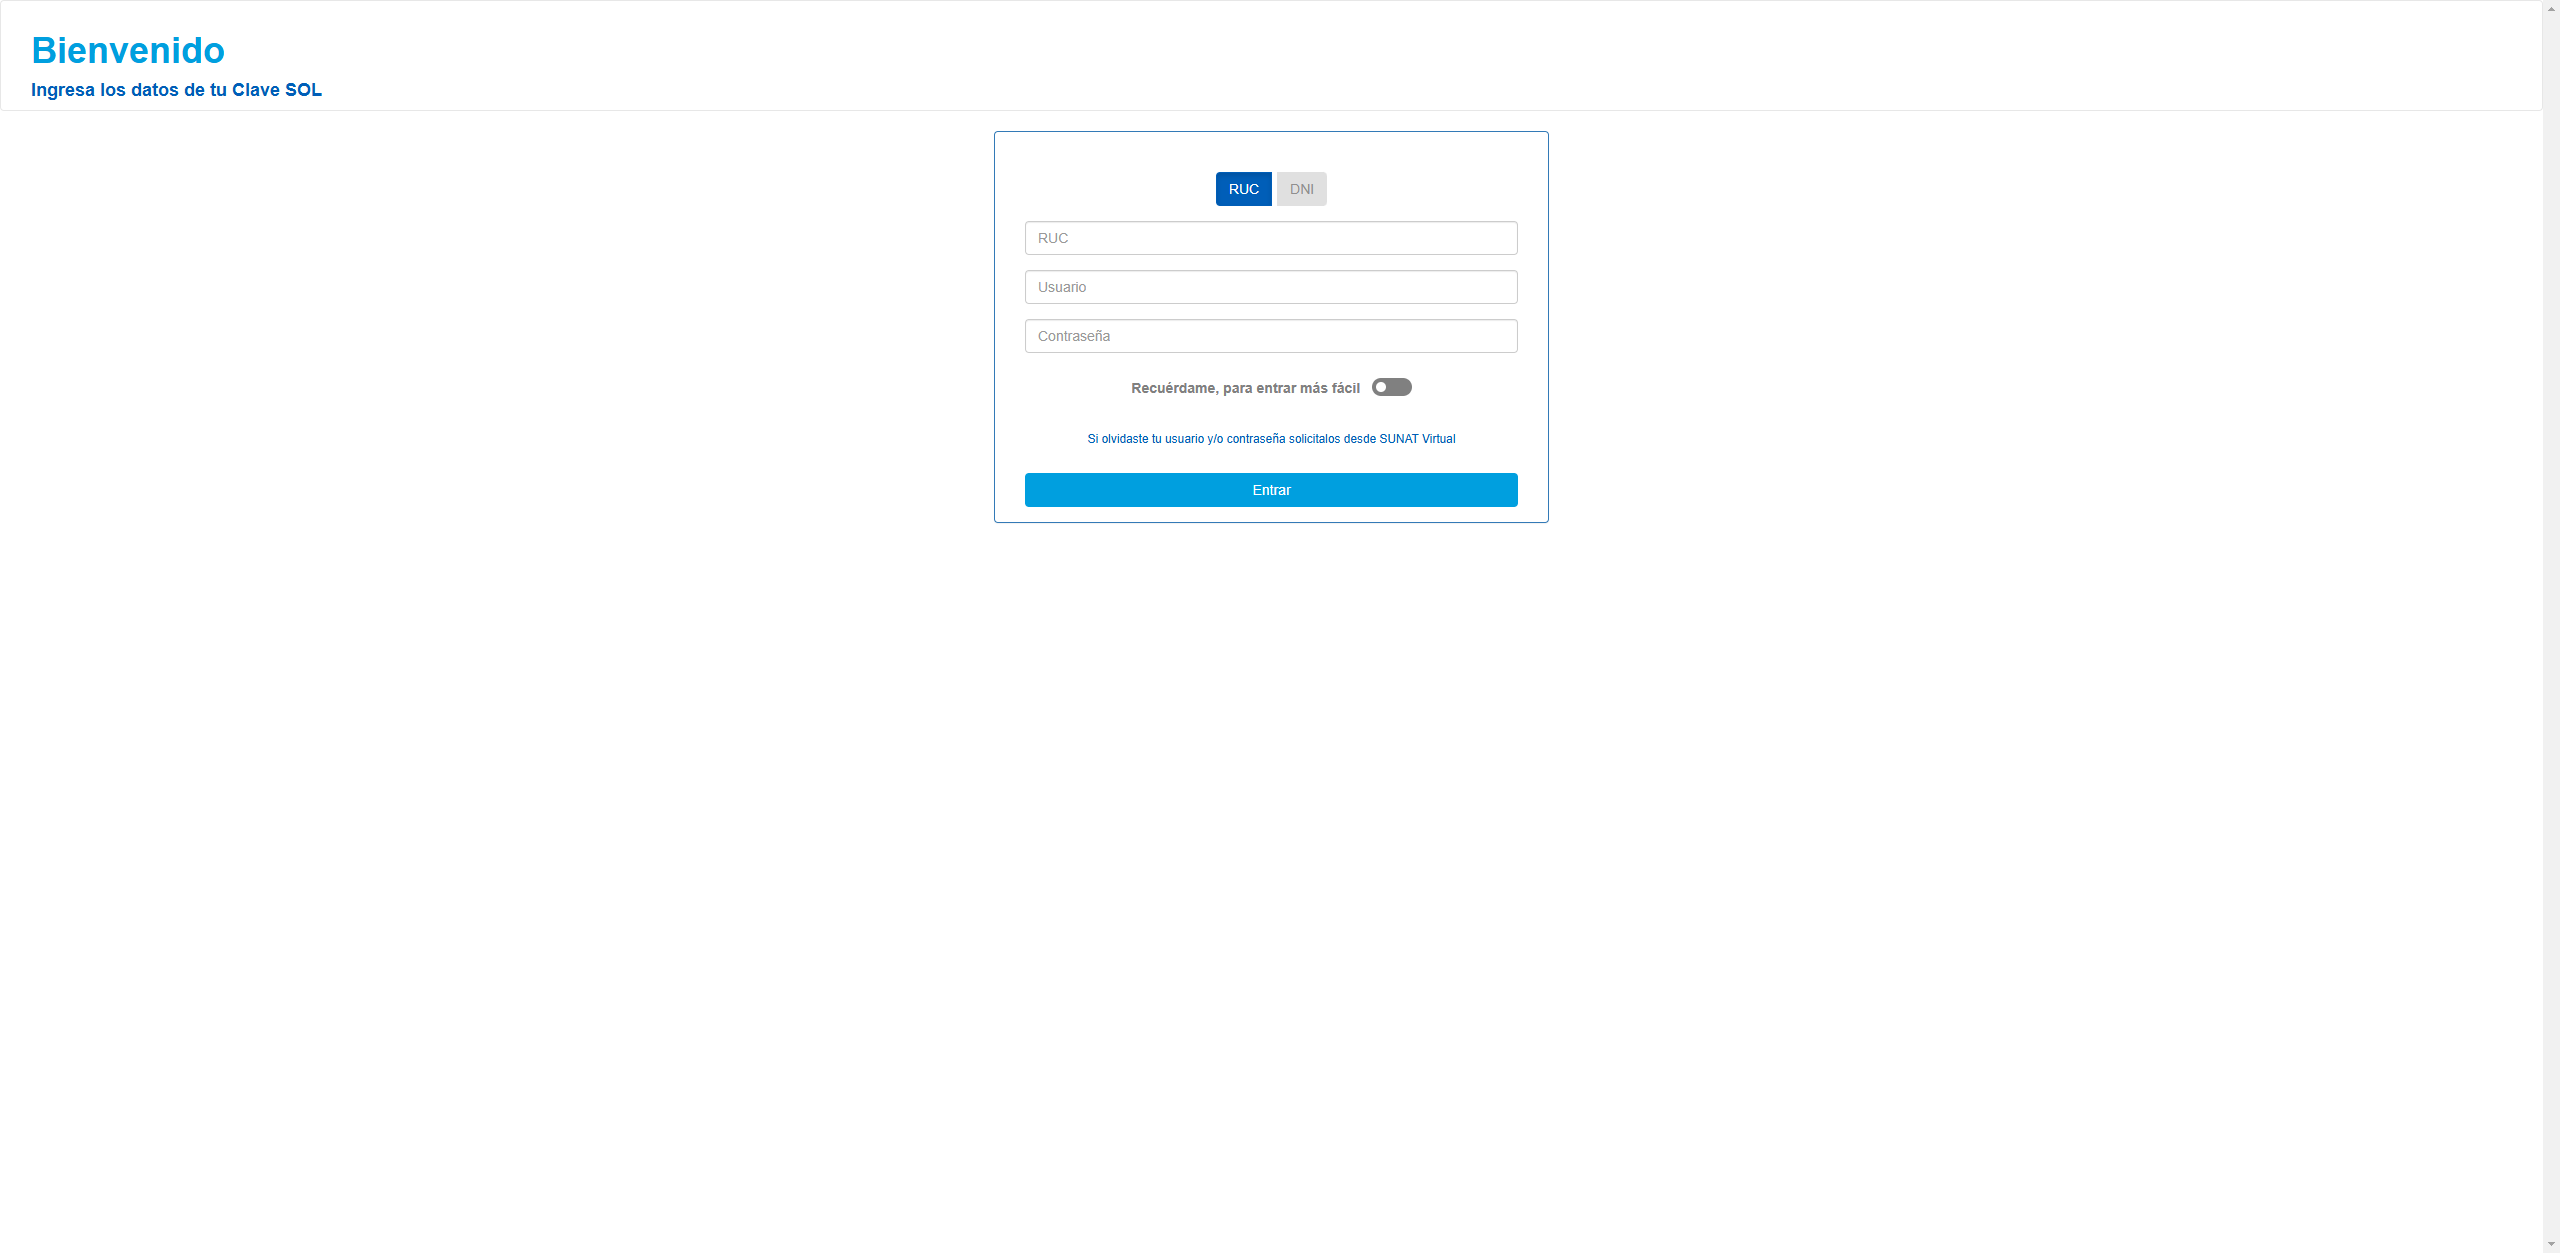 Bienvenido
Ingresa los datos de tu Clave SOL
RUC DNI
RUC
Usuario
Contraseña
Recuérdame, para entrar más fácil
Si olvidaste tu usuario y/o contraseña solicitalos desde SUNAT Virtual
Entrar